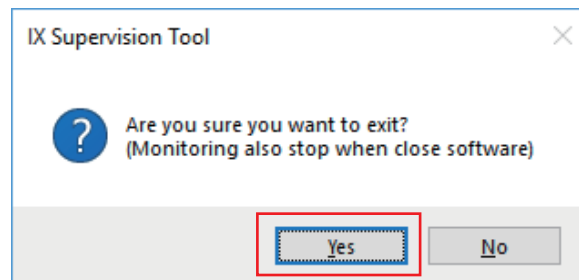 IX Supervision Tool
Are you sure you want to exit?
(Monitoring also stop when close software)
Yes No